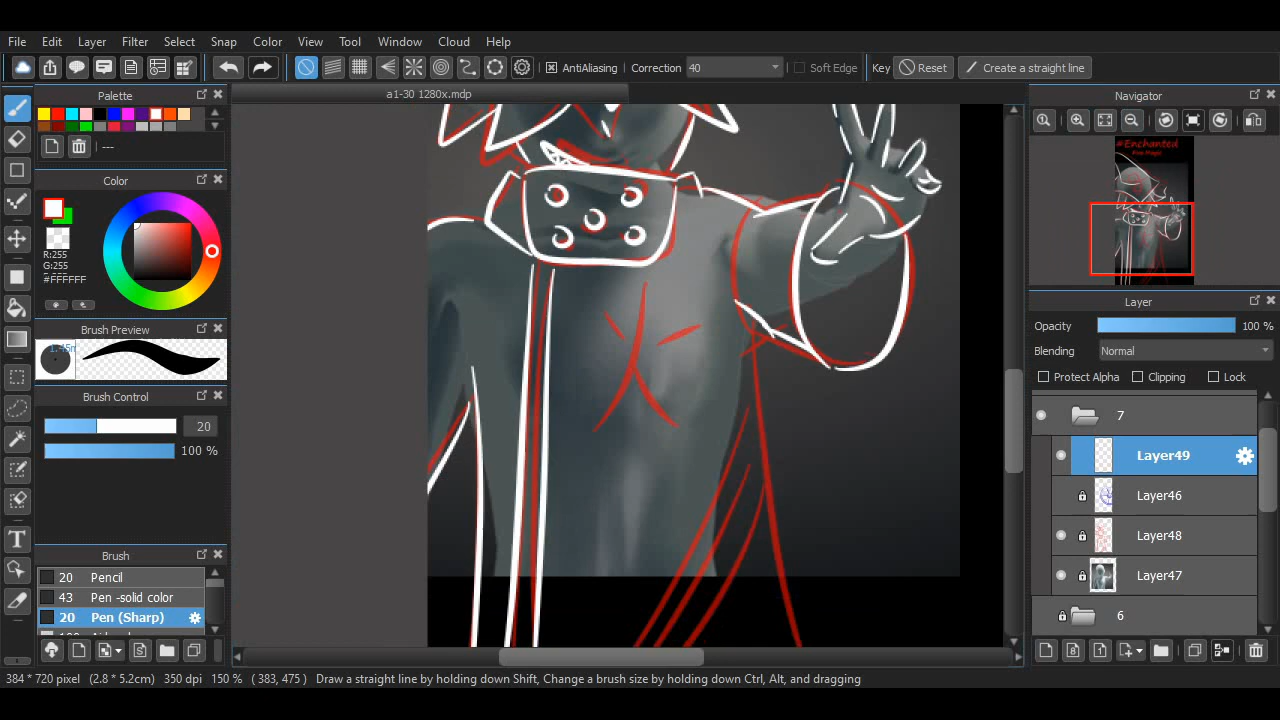 File Edit Layer Filter Select Snap Color View Tool Window Cloud Help
AntiAliasing Correction 40 Soft Edge Key Reset Create a straight line
Palette
a1-30 1280x.mdp
Navigator
---
#Enchanted
Fire Magic
Color
R:255
G:255
#FFFFFF
Layer
Brush Preview
Opacity 100 %
Blending Normal
Protect Alpha Clipping Lock
Brush Control
20
100 %
7
Layer49
Layer46
Layer48
Layer47
6
Brush
20 Pencil
43 Pen -solid color
20 Pen (Sharp)
384 * 720 pixel (2.8 * 5.2cm) 350 dpi 150 % ( 383, 475 ) Draw a straight line by holding down Shift, Change a brush size by holding down Ctrl, Alt, and dragging